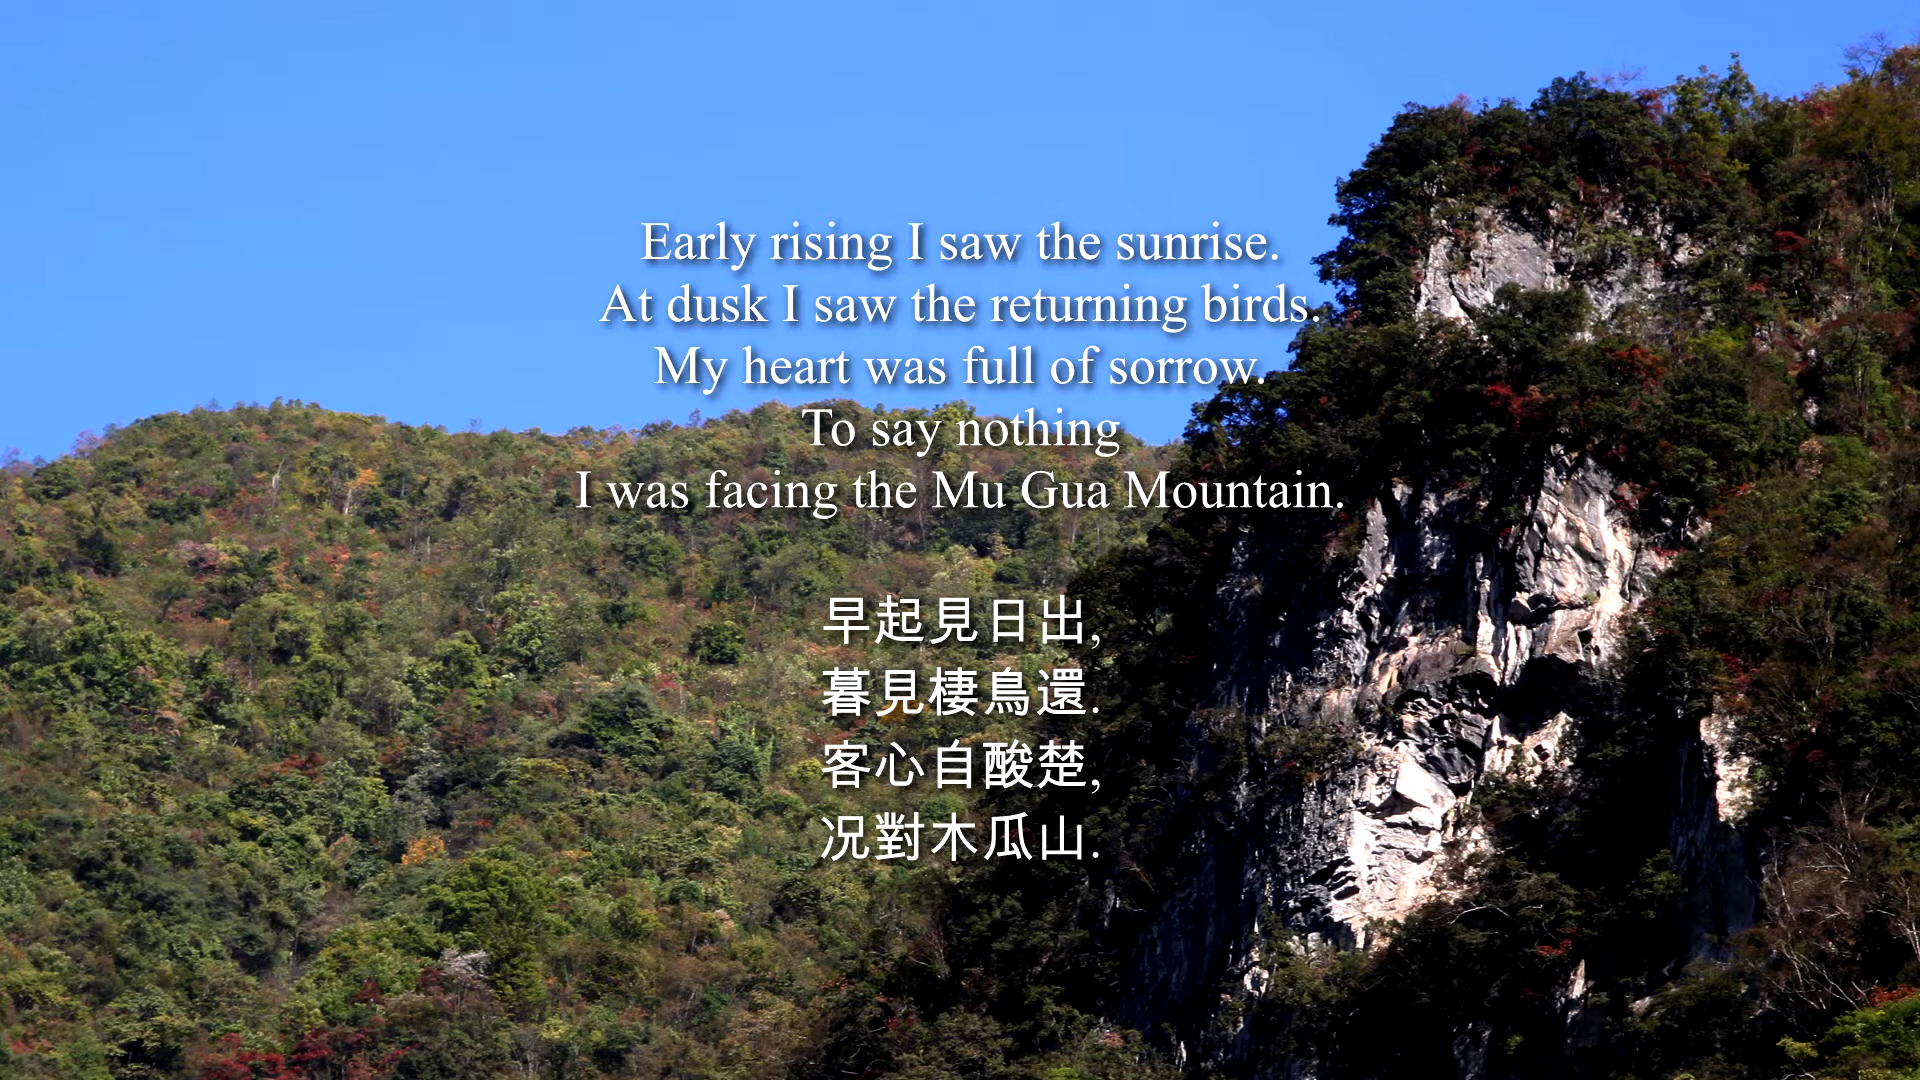 Early rising I saw the sunrise.
At dusk I saw the returning birds.
My heart was full of sorrow.
To say nothing
I was facing the Mu Gua Mountain.
早起見日出,
暮見棲鳥還.
客心自酸楚,
况對木瓜山.